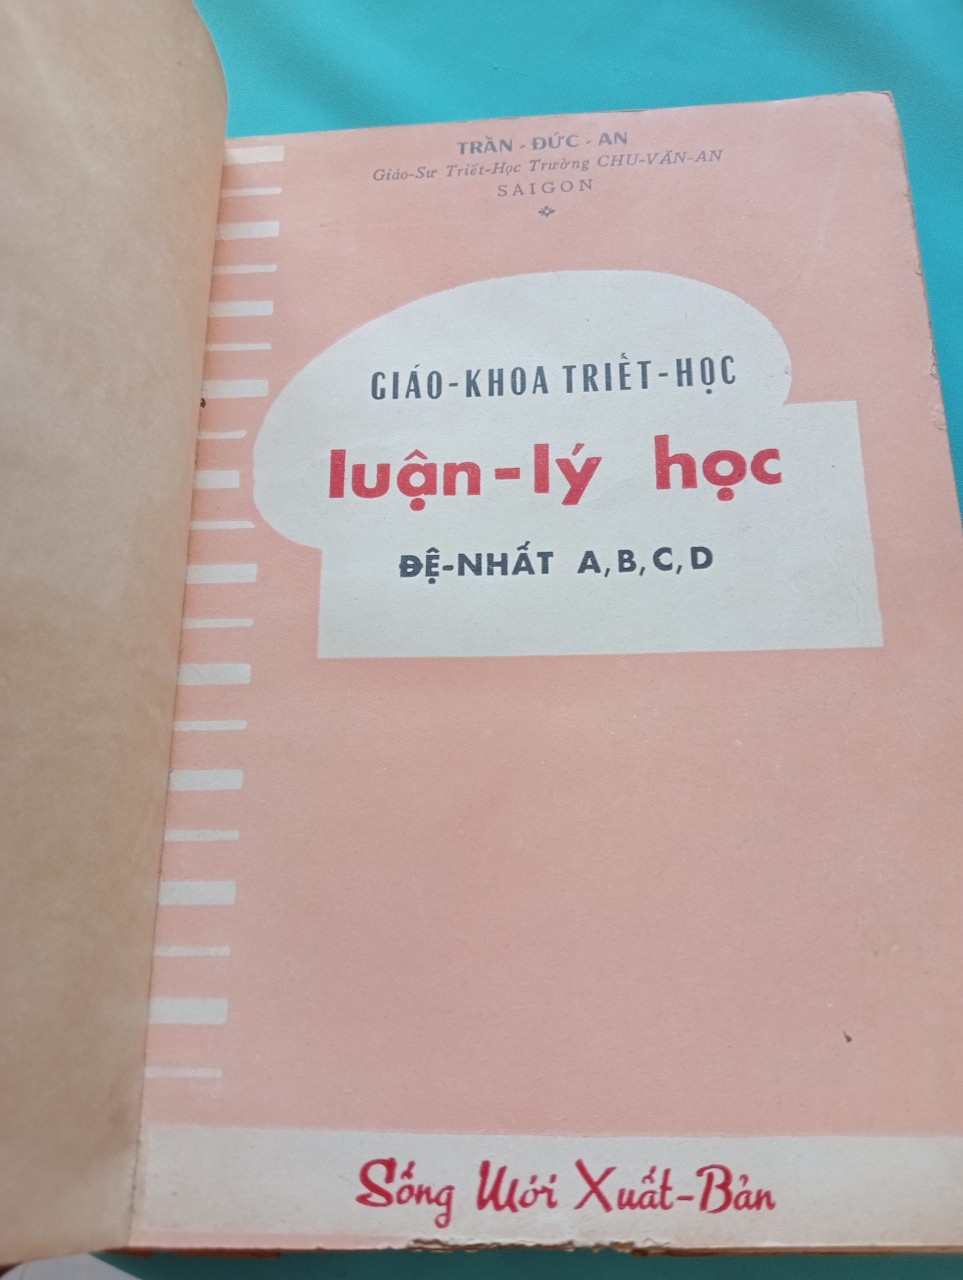 TRẦN - ĐỨC - AN
Giáo-Sư Triết-Học Trường CHU-VĂN-AN
SAIGON
GIÁO-KHOA TRIẾT-HỌC
luận-lý học
ĐỆ-NHẤT A, B, C, D
Sống Mới Xuất-Bản